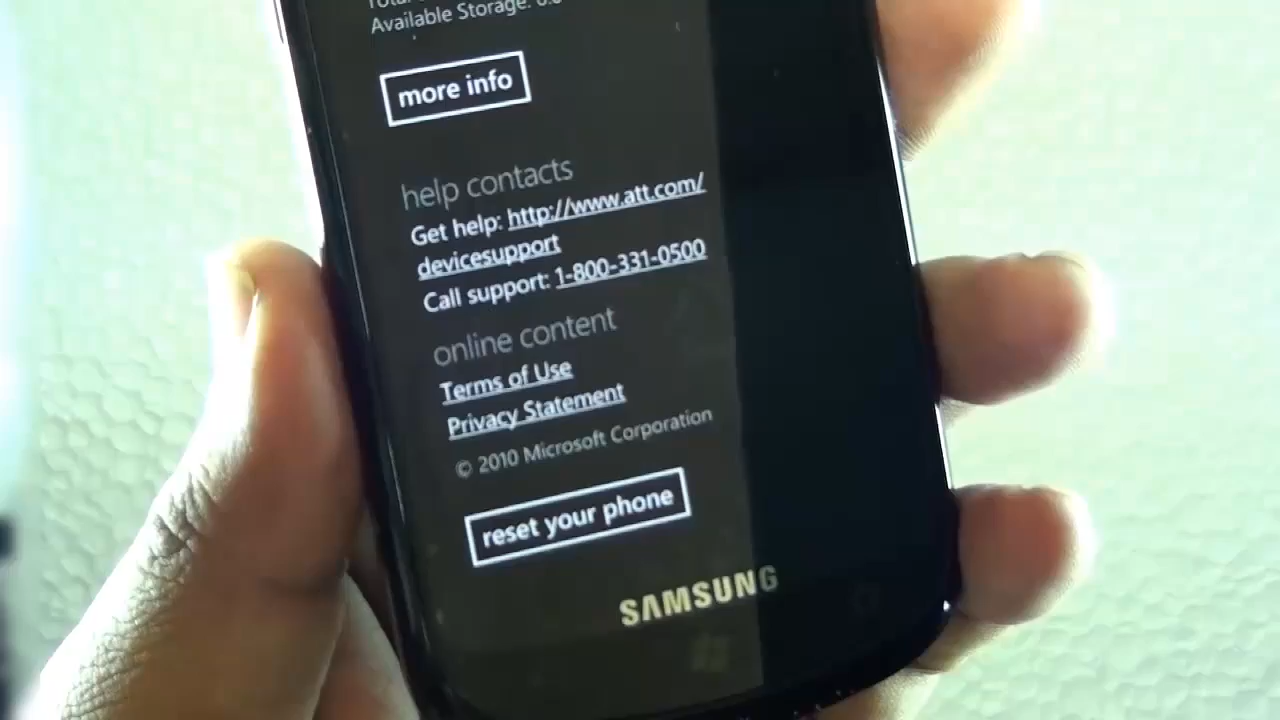 Available Storage:
more info
help contacts
Get help: http://www.att.com/
devicesupport
Call support: 1-800-331-0500
online content
Terms of Use
Privacy Statement
© 2010 Microsoft Corporation
reset your phone
SAMSUNG